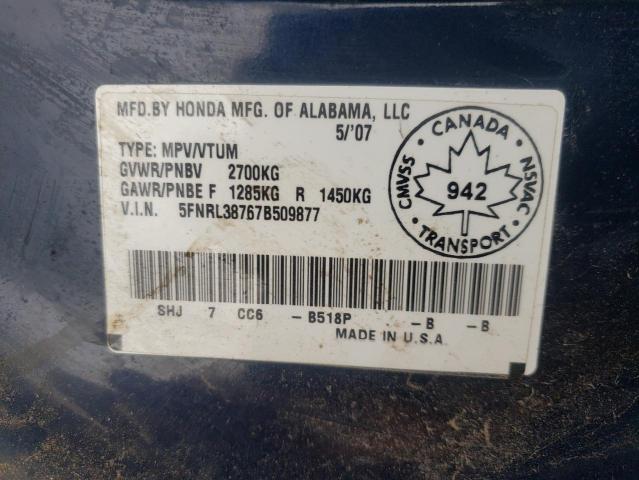 MFD.BY HONDA MFG. OF ALABAMA, LLC
5/'07
TYPE: MPV/VTUM
GVWR/PNBV 2700KG
GAWR/PNBE F 1285KG R 1450KG
V.I.N. 5FNRL38767B509877
CMVSS • CANADA • NSVAC
942
• TRANSPORT •
SHJ 7 CC6 -B518P -B -B
MADE IN U.S.A.